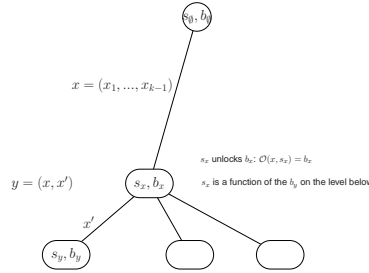 s_∅, b_∅
x = (x_1, ..., x_{k−1})
s_x unlocks b_x: 𝒪(x, s_x) = b_x
y = (x, x′)
s_x, b_x
s_x is a function of the b_y on the level below
x′
s_y, b_y